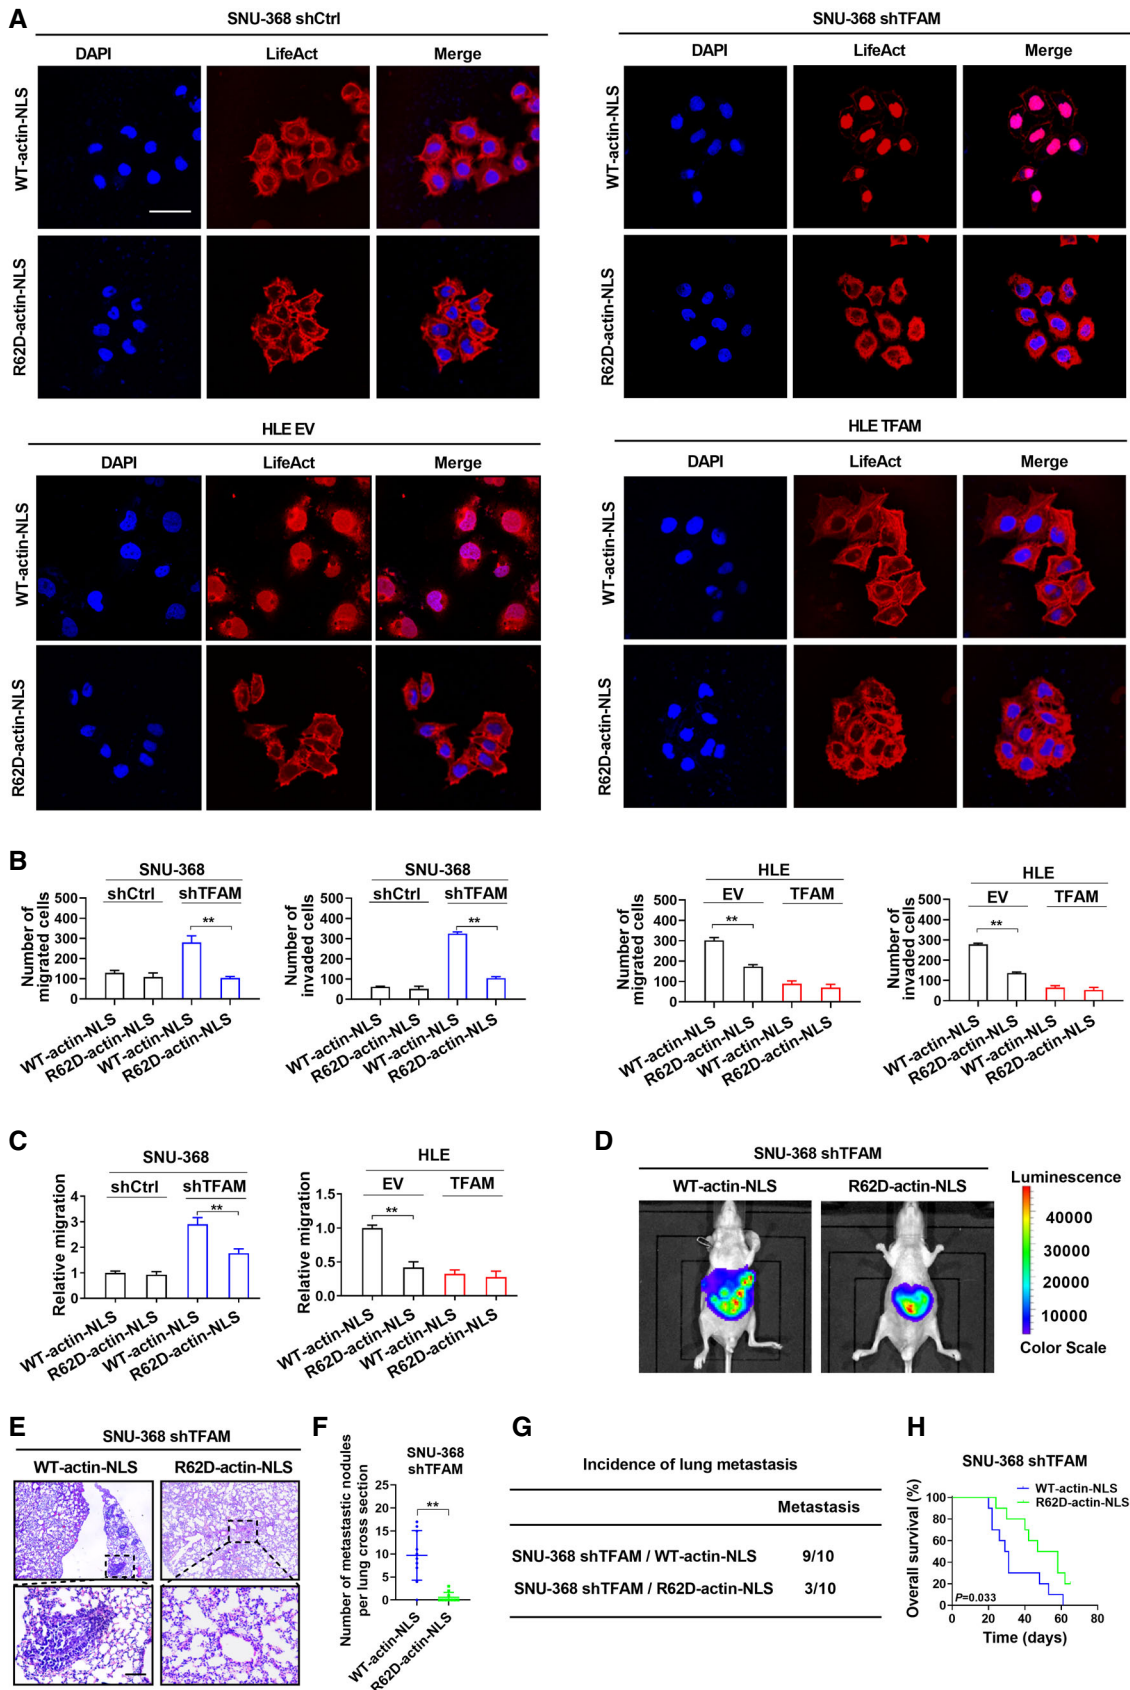 A
SNU-368 shCtrl
DAPI LifeAct Merge
WT-actin-NLS
R62D-actin-NLS
SNU-368 shTFAM
DAPI LifeAct Merge
WT-actin-NLS
R62D-actin-NLS
HLE EV
DAPI LifeAct Merge
WT-actin-NLS
R62D-actin-NLS
HLE TFAM
DAPI LifeAct Merge
WT-actin-NLS
R62D-actin-NLS
B
SNU-368
shCtrl shTFAM
Number of
migrated cells
500
400
300
200
100
0
**
WT-actin-NLS
R62D-actin-NLS
WT-actin-NLS
R62D-actin-NLS
SNU-368
shCtrl shTFAM
Number of
invaded cells
500
400
300
200
100
0
**
WT-actin-NLS
R62D-actin-NLS
WT-actin-NLS
R62D-actin-NLS
HLE
EV TFAM
Number of
migrated cells
500
400
300
200
100
0
**
WT-actin-NLS
R62D-actin-NLS
WT-actin-NLS
R62D-actin-NLS
HLE
EV TFAM
Number of
invaded cells
500
400
300
200
100
0
**
WT-actin-NLS
R62D-actin-NLS
WT-actin-NLS
R62D-actin-NLS
C
SNU-368
shCtrl shTFAM
Relative migration
4
3
2
1
0
**
WT-actin-NLS
R62D-actin-NLS
WT-actin-NLS
R62D-actin-NLS
HLE
EV TFAM
Relative migration
1.5
1.0
0.5
0.0
**
WT-actin-NLS
R62D-actin-NLS
WT-actin-NLS
R62D-actin-NLS
D
SNU-368 shTFAM
WT-actin-NLS R62D-actin-NLS
Luminescence
40000
30000
20000
10000
Color Scale
E
SNU-368 shTFAM
WT-actin-NLS R62D-actin-NLS
F
SNU-368
shTFAM
Number of metastastic nodules
per lung cross section
25
20
15
10
5
0
**
WT-actin-NLS
R62D-actin-NLS
G
Incidence of lung metastasis
Metastasis
SNU-368 shTFAM / WT-actin-NLS 9/10
SNU-368 shTFAM / R62D-actin-NLS 3/10
H
SNU-368 shTFAM
WT-actin-NLS
R62D-actin-NLS
Overall survival (%)
100
80
60
40
20
0
P=0.033
0 20 40 60 80
Time (days)